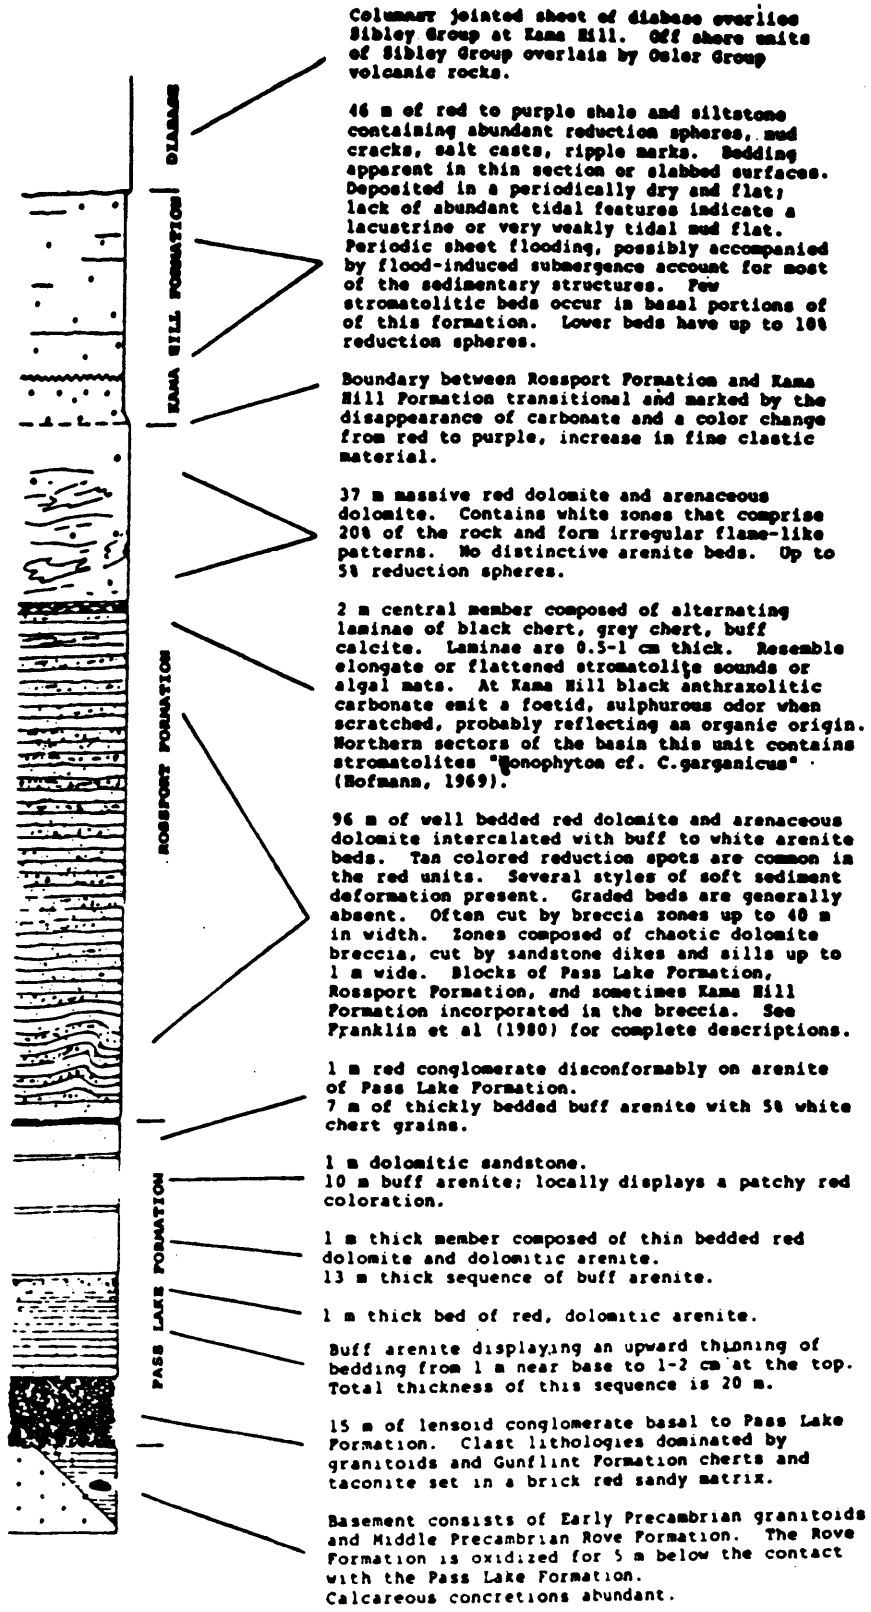 Columnar jointed sheet of diabase overlies
Sibley Group at Kama Hill. Off shore units
of Sibley Group overlain by Osler Group
volcanic rocks.
DIABASE
46 m of red to purple shale and siltstone
containing abundant reduction spheres, mud
cracks, salt casts, ripple marks. Bedding
apparent in thin section or slabbed surfaces.
Deposited in a periodically dry and flat;
lack of abundant tidal features indicate a
lacustrine or very weakly tidal mud flat.
Periodic sheet flooding, possibly accompanied
by flood-induced submergence account for most
of the sedimentary structures. Few
stromatolitic beds occur in basal portions of
of this formation. Lower beds have up to 10%
reduction spheres.
KAMA HILL FORMATION
Boundary between Rossport Formation and Kama
Hill Formation transitional and marked by the
disappearance of carbonate and a color change
from red to purple, increase in fine clastic
material.
37 m massive red dolomite and arenaceous
dolomite. Contains white zones that comprise
20% of the rock and form irregular flame-like
patterns. No distinctive arenite beds. Up to
5% reduction spheres.
2 m central member composed of alternating
laminae of black chert, grey chert, buff
calcite. Laminae are 0.5-1 cm thick. Resemble
elongate or flattened stromatolite sounds or
algal mats. At Kama Hill black anthraxolitic
carbonate emit a foetid, sulphurous odor when
scratched, probably reflecting an organic origin.
Northern sectors of the basin this unit contains
stromatolites "Conophyton cf. C.garganicus"
(Hofmann, 1969).
ROSSPORT FORMATION
96 m of well bedded red dolomite and arenaceous
dolomite intercalated with buff to white arenite
beds. Tan colored reduction spots are common in
the red units. Several styles of soft sediment
deformation present. Graded beds are generally
absent. Often cut by breccia zones up to 40 m
in width. Zones composed of chaotic dolomite
breccia, cut by sandstone dikes and sills up to
1 m wide. Blocks of Pass Lake Formation,
Rossport Formation, and sometimes Kama Hill
Formation incorporated in the breccia. See
Franklin et al (1980) for complete descriptions.
1 m red conglomerate disconformably on arenite
of Pass Lake Formation.
7 m of thickly bedded buff arenite with 5% white
chert grains.
1 m dolomitic sandstone.
10 m buff arenite; locally displays a patchy red
coloration.
PASS LAKE FORMATION
1 m thick member composed of thin bedded red
dolomite and dolomitic arenite.
13 m thick sequence of buff arenite.
1 m thick bed of red, dolomitic arenite.
Buff arenite displaying an upward thinning of
bedding from 1 m near base to 1-2 cm at the top.
Total thickness of this sequence is 20 m.
15 m of lensoid conglomerate basal to Pass Lake
Formation. Clast lithologies dominated by
granitoids and Gunflint Formation cherts and
taconite set in a brick red sandy matrix.
Basement consists of Early Precambrian granitoids
and Middle Precambrian Rove Formation. The Rove
Formation is oxidized for 5 m below the contact
with the Pass Lake Formation.
Calcareous concretions abundant.